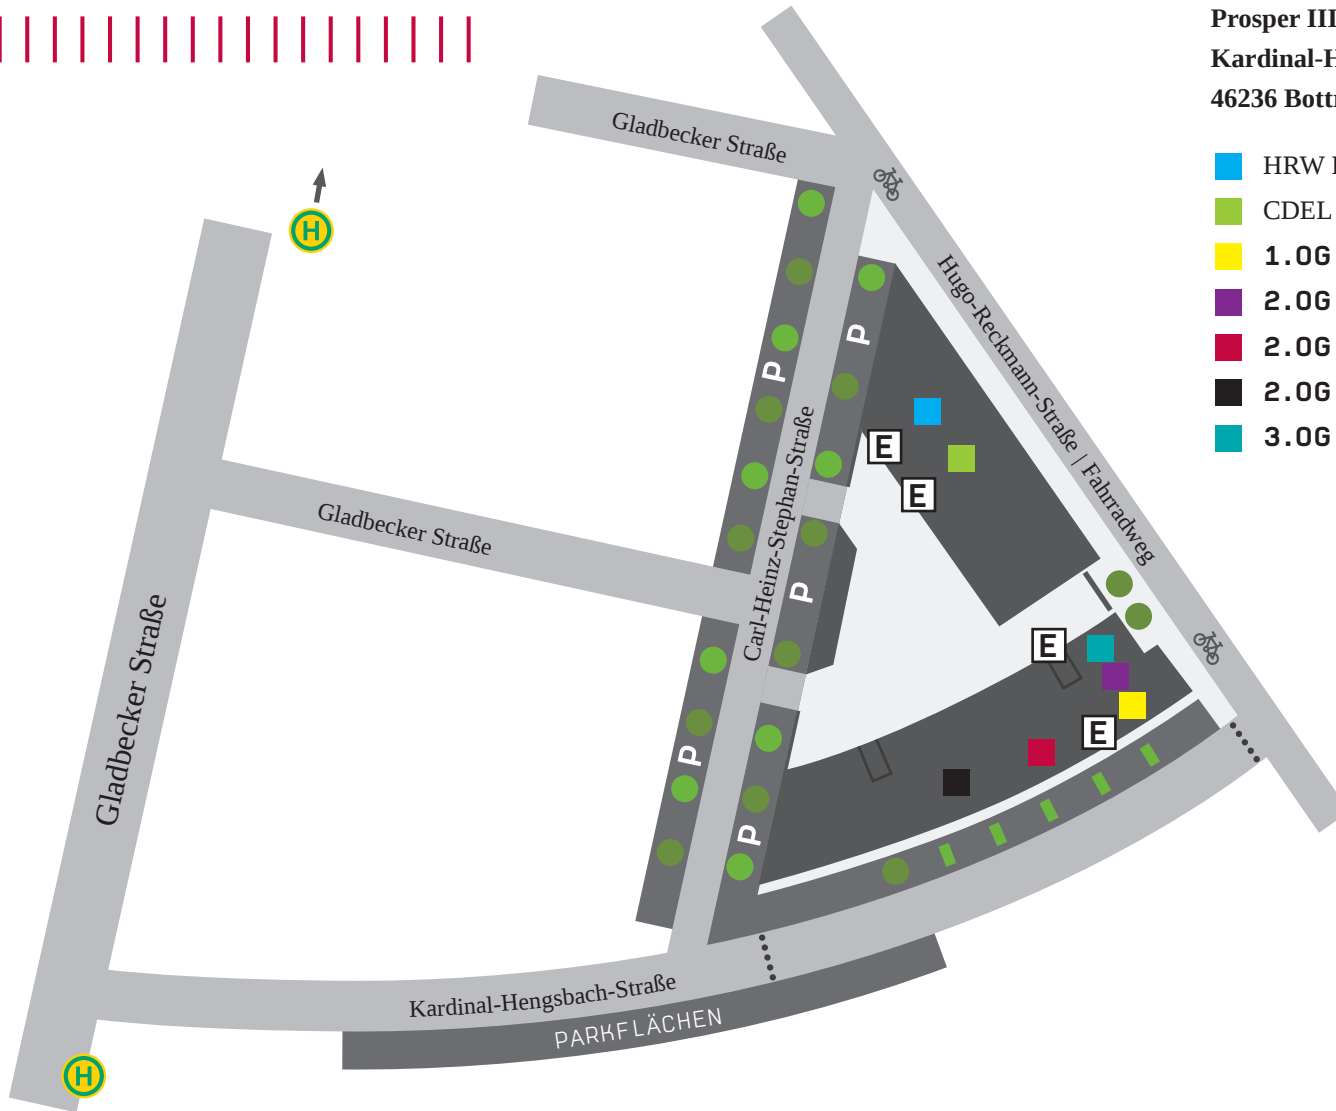 Prosper III
Kardinal-H
46236 Bott
HRW
CDEL
1.OG
2.OG
2.OG
2.OG
3.OG
Gladbecker Straße
H
Hugo-Reckmann-Straße | Fahrradweg
P
P
Carl-Heinz-Stephan-Straße
E
E
Gladbecker Straße
P
Gladbecker Straße
E
E
P
P
Kardinal-Hengsbach-Straße
PARKFLÄCHEN
H